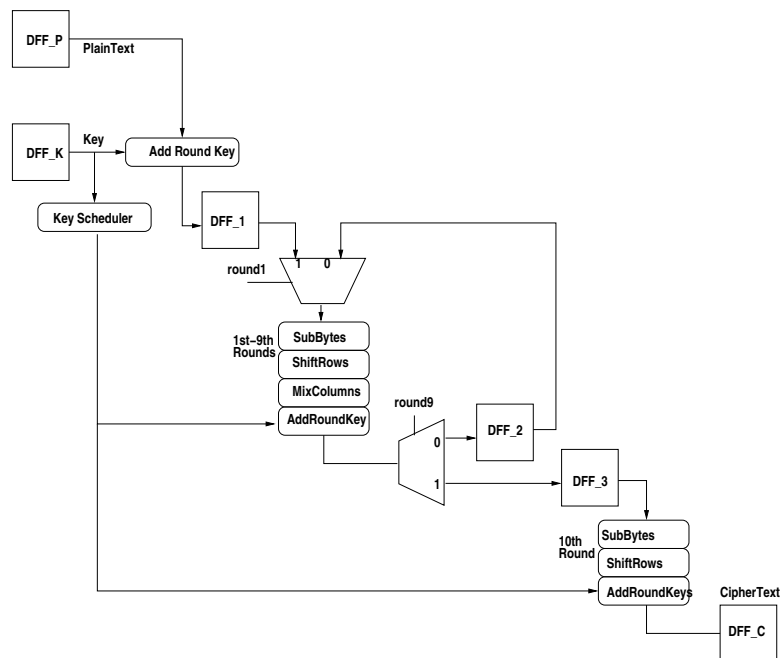 DFF_P
PlainText
DFF_K
Key
Add Round Key
Key Scheduler
DFF_1
1 0
round1
1st-9th
Rounds
SubBytes
ShiftRows
MixColumns
AddRoundKey
round9
0
1
DFF_2
DFF_3
10th
Round
SubBytes
ShiftRows
AddRoundKeys
CipherText
DFF_C